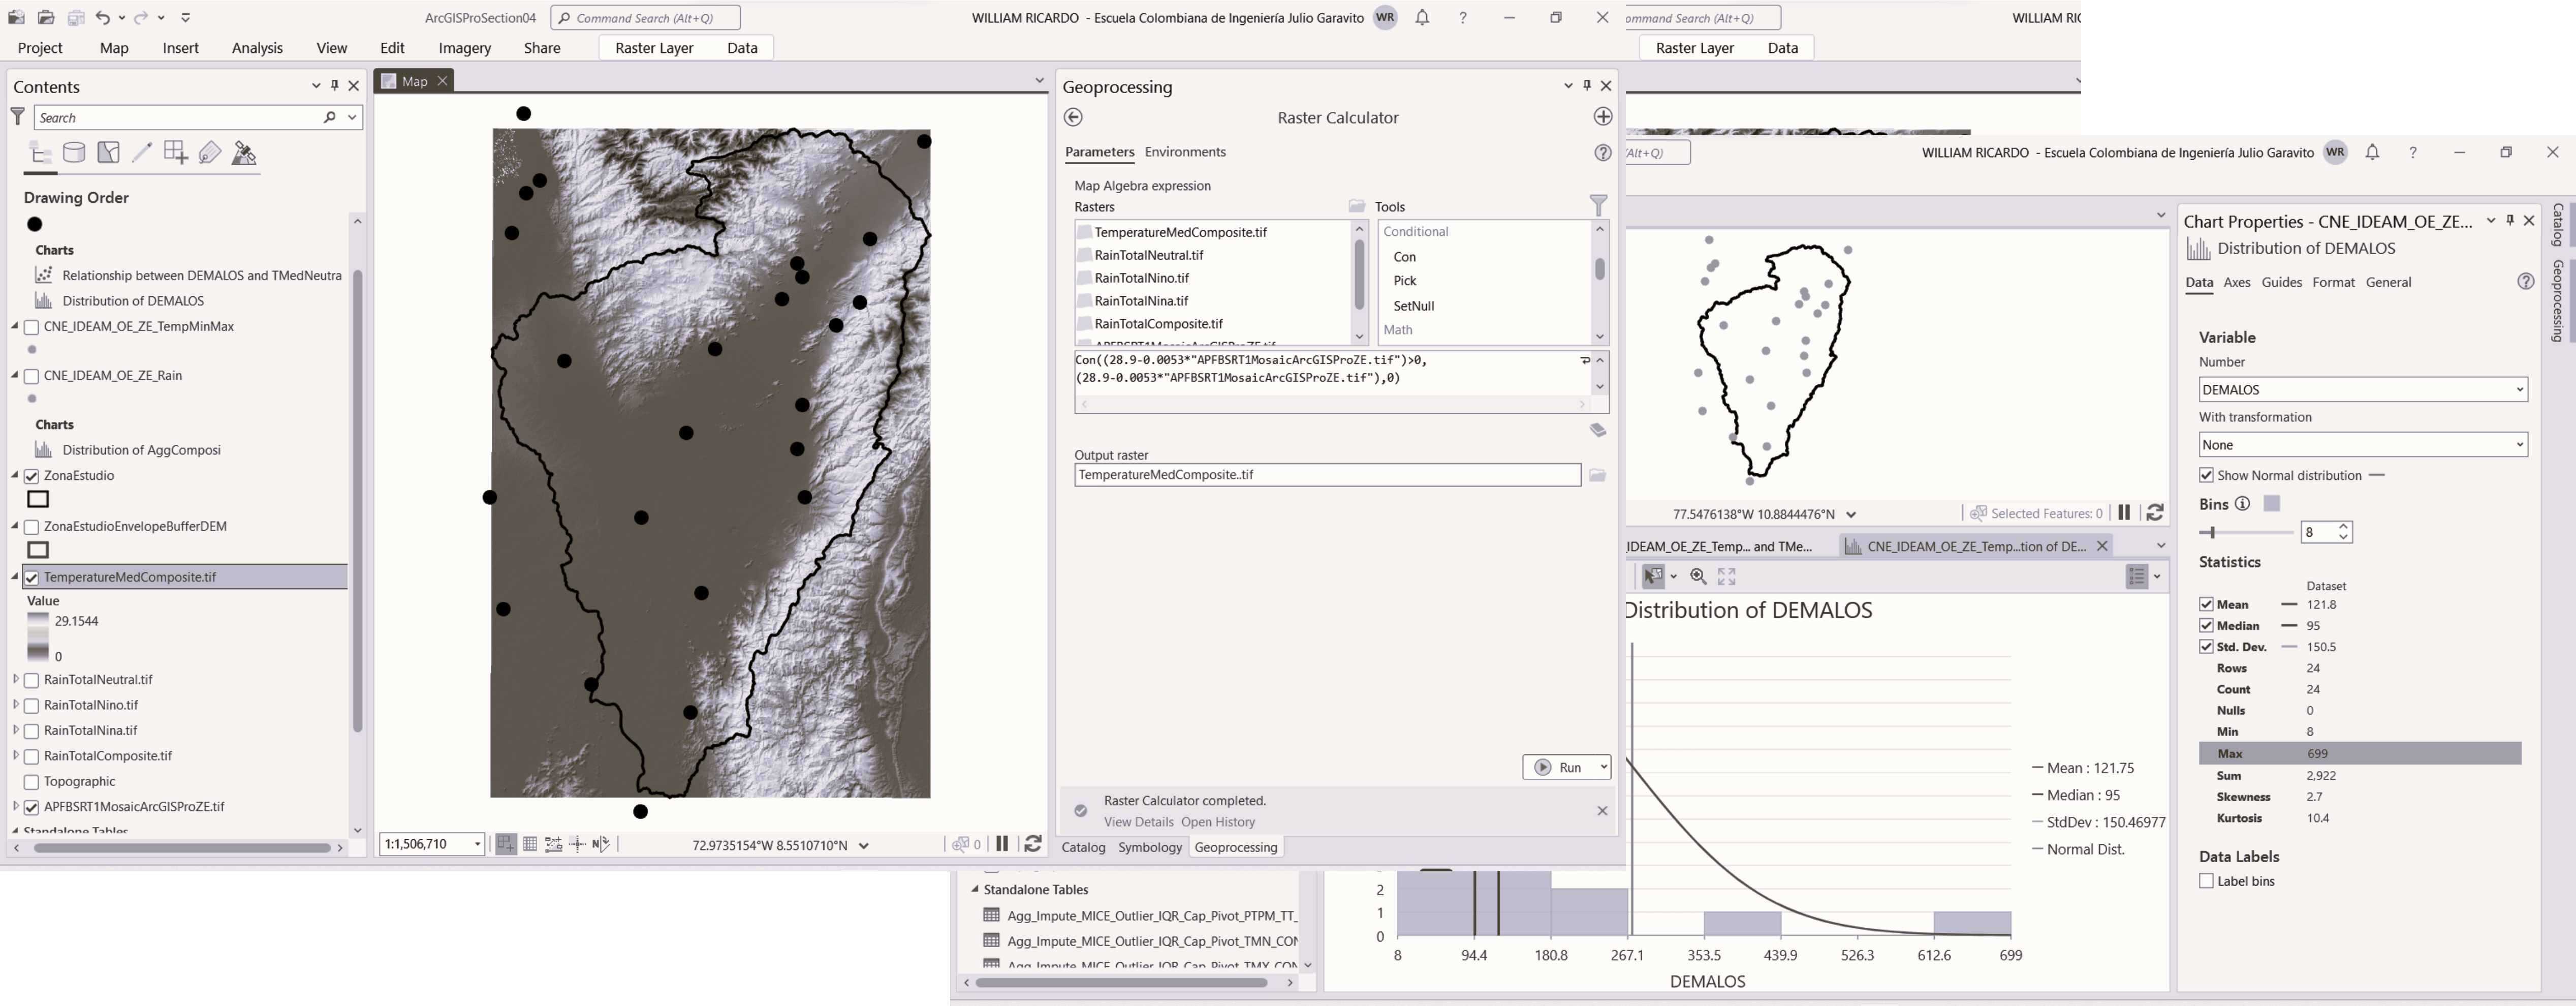 ArcGISProSection04
Command Search (Alt+Q)
WILLIAM RICARDO - Escuela Colombiana de Ingeniería Julio Garavito
WR
?
Project
Map
Insert
Analysis
View
Edit
Imagery
Share
Raster Layer
Data
Contents
Search
Drawing Order
Charts
Relationship between DEMALOS and TMedNeutra
Distribution of DEMALOS
CNE_IDEAM_OE_ZE_TempMinMax
CNE_IDEAM_OE_ZE_Rain
Charts
Distribution of AggComposi
ZonaEstudio
ZonaEstudioEnvelopeBufferDEM
TemperatureMedComposite.tif
Value
29.1544
0
RainTotalNeutral.tif
RainTotalNino.tif
RainTotalNina.tif
RainTotalComposite.tif
Topographic
APFBSRT1MosaicArcGISProZE.tif
Standalone Tables
Map
1:1,506,710
72.9735154°W 8.5510710°N
0
Geoprocessing
Raster Calculator
Parameters
Environments
Map Algebra expression
Rasters
Tools
TemperatureMedComposite.tif
RainTotalNeutral.tif
RainTotalNino.tif
RainTotalNina.tif
RainTotalComposite.tif
APFBSRT1MosaicArcGISProZE.tif
Conditional
Con
Pick
SetNull
Math
Con((28.9-0.0053*"APFBSRT1MosaicArcGISProZE.tif")>0,
(28.9-0.0053*"APFBSRT1MosaicArcGISProZE.tif"),0)
Output raster
TemperatureMedComposite..tif
Run
Raster Calculator completed.
View Details Open History
Catalog
Symbology
Geoprocessing
ommand Search (Alt+Q)
WILLIAM RIC
Raster Layer
Data
Alt+Q)
WILLIAM RICARDO - Escuela Colombiana de Ingeniería Julio Garavito
WR
?
77.5476138°W 10.8844476°N
Selected Features: 0
_IDEAM_OE_ZE_Temp... and TMe...
CNE_IDEAM_OE_ZE_Temp...tion of DE...
Distribution of DEMALOS
Mean : 121.75
Median : 95
StdDev : 150.46977
Normal Dist.
2
1
0
8
94.4
180.8
267.1
353.5
439.9
526.3
612.6
699
DEMALOS
Standalone Tables
Agg_Impute_MICE_Outlier_IQR_Cap_Pivot_PTPM_TT_
Agg_Impute_MICE_Outlier_IQR_Cap_Pivot_TMN_CON
Agg_Impute_MICE_Outlier_IQR_Cap_Pivot_TMX_CON
Chart Properties - CNE_IDEAM_OE_ZE...
Distribution of DEMALOS
Data
Axes
Guides
Format
General
Variable
Number
DEMALOS
With transformation
None
Show Normal distribution
Bins
8
Statistics
Dataset
Mean 121.8
Median 95
Std. Dev. 150.5
Rows 24
Count 24
Nulls 0
Min 8
Max 699
Sum 2,922
Skewness 2.7
Kurtosis 10.4
Data Labels
Label bins
Catalog
Geoprocessing